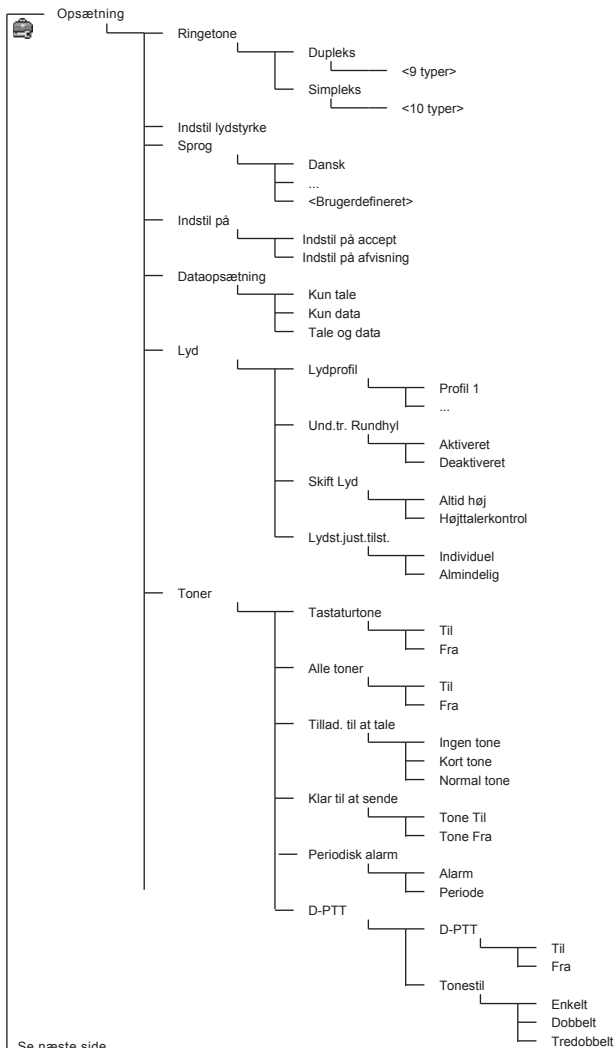 Opsætning
Ringetone
Dupleks
<9 typer>
Simpleks
<10 typer>
Indstil lydstyrke
Sprog
Dansk
...
<Brugerdefineret>
Indstil på
Indstil på accept
Indstil på afvisning
Dataopsætning
Kun tale
Kun data
Tale og data
Lyd
Lydprofil
Profil 1
...
Und.tr. Rundhyl
Aktiveret
Deaktiveret
Skift Lyd
Altid høj
Højttalerkontrol
Lydst.just.tilst.
Individuel
Almindelig
Toner
Tastaturtone
Til
Fra
Alle toner
Til
Fra
Tillad. til at tale
Ingen tone
Kort tone
Normal tone
Klar til at sende
Tone Til
Tone Fra
Periodisk alarm
Alarm
Periode
D-PTT
D-PTT
Til
Fra
Tonestil
Enkelt
Dobbelt
Tredobbelt
Se næste side